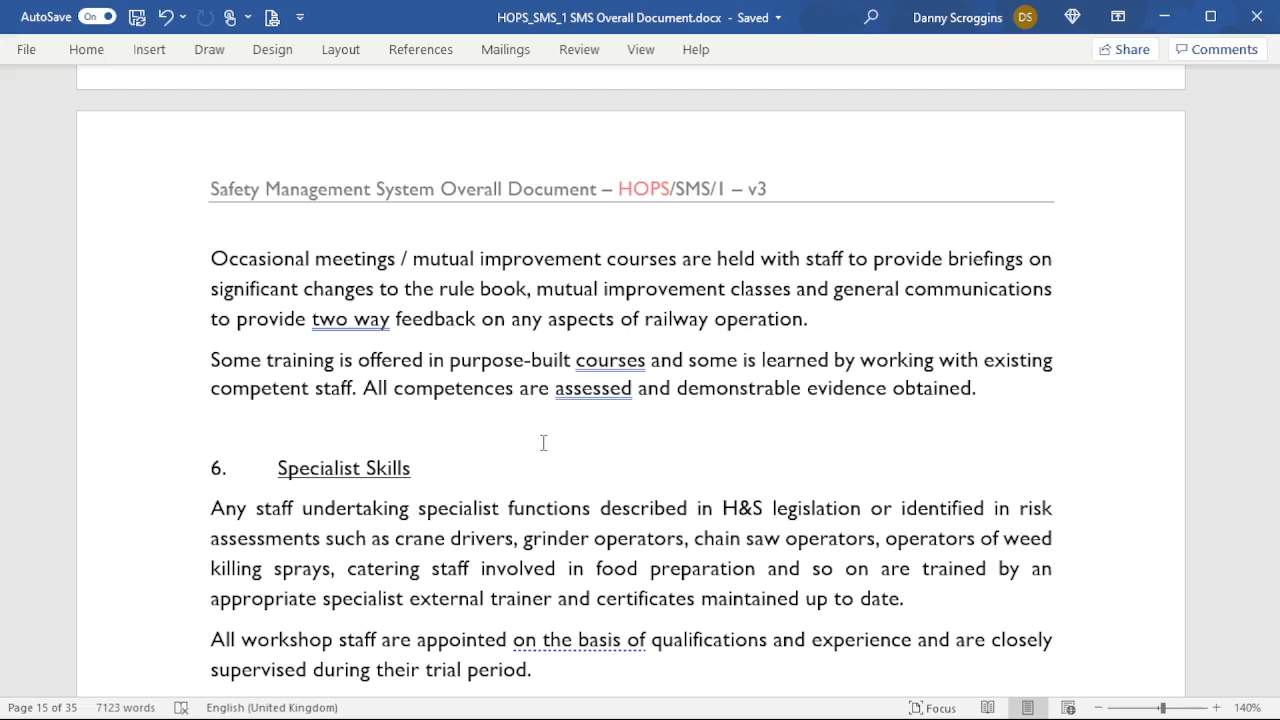 AutoSave On HOPS_SMS_1 SMS Overall Document.docx - Saved Danny Scroggins DS
File Home Insert Draw Design Layout References Mailings Review View Help Share Comments
Safety Management System Overall Document – HOPS/SMS/1 – v3
Occasional meetings / mutual improvement courses are held with staff to provide briefings on
significant changes to the rule book, mutual improvement classes and general communications
to provide two way feedback on any aspects of railway operation.
Some training is offered in purpose-built courses and some is learned by working with existing
competent staff. All competences are assessed and demonstrable evidence obtained.
6. Specialist Skills
Any staff undertaking specialist functions described in H&S legislation or identified in risk
assessments such as crane drivers, grinder operators, chain saw operators, operators of weed
killing sprays, catering staff involved in food preparation and so on are trained by an
appropriate specialist external trainer and certificates maintained up to date.
All workshop staff are appointed on the basis of qualifications and experience and are closely
supervised during their trial period.
Page 15 of 35 7123 words English (United Kingdom) Focus 140%